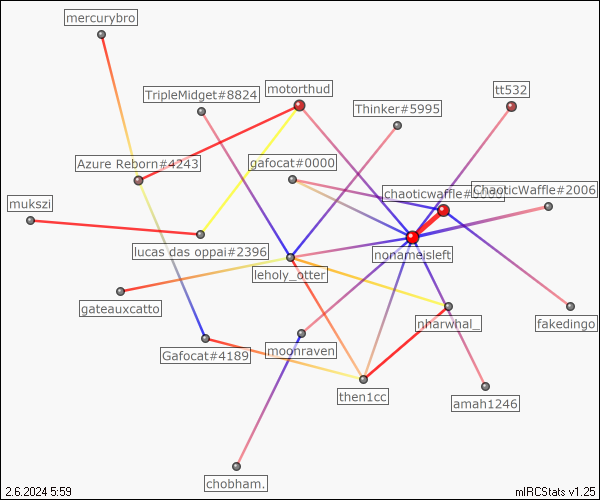 mercurybro
TripleMidget#8824
motorthud
Thinker#5995
tt532
Azure Reborn#4243
gafocat#0000
chaoticwaffle#0000
ChaoticWaffle#2006
mukszi
lucas das oppai#2396
nonameisleft
leholy_otter
gateauxcatto
nharwhal_
fakedingo
Gafocat#4189
moonraven
then1cc
amah1246
chobham.
2.6.2024 5:59
mIRCStats v1.25